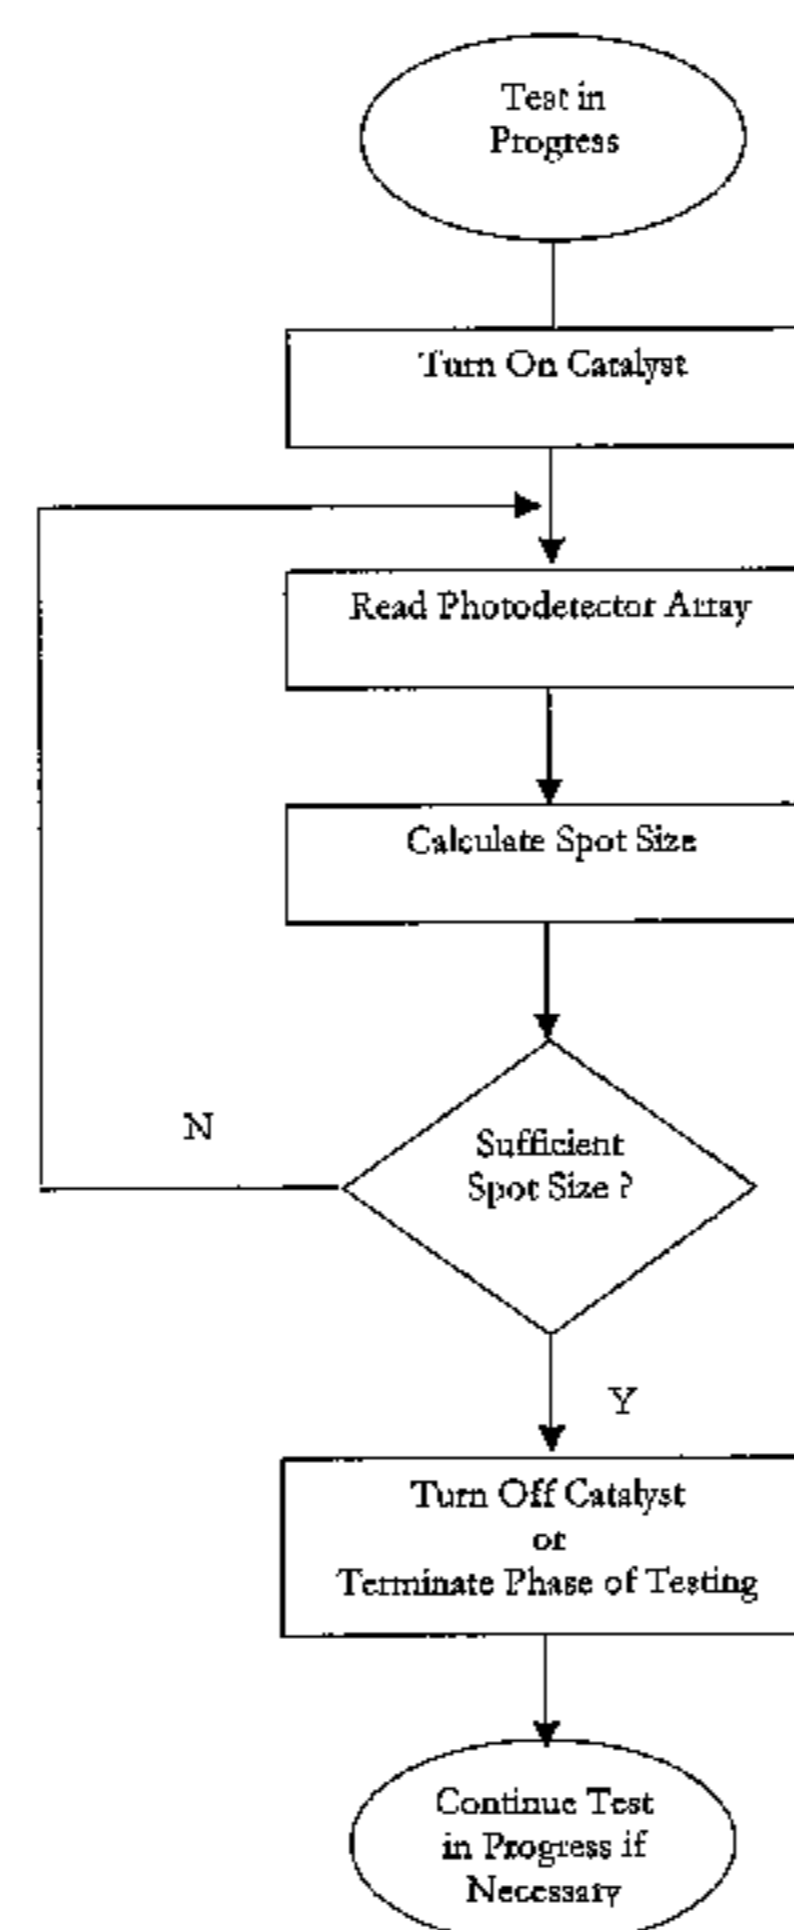 Test in
Progress
Turn On Catalyst
Read Photodetector Array
Calculate Spot Size
N
Sufficient
Spot Size ?
Y
Turn Off Catalyst
or
Terminate Phase of Testing
Continue Test
in Progress if
Necessary